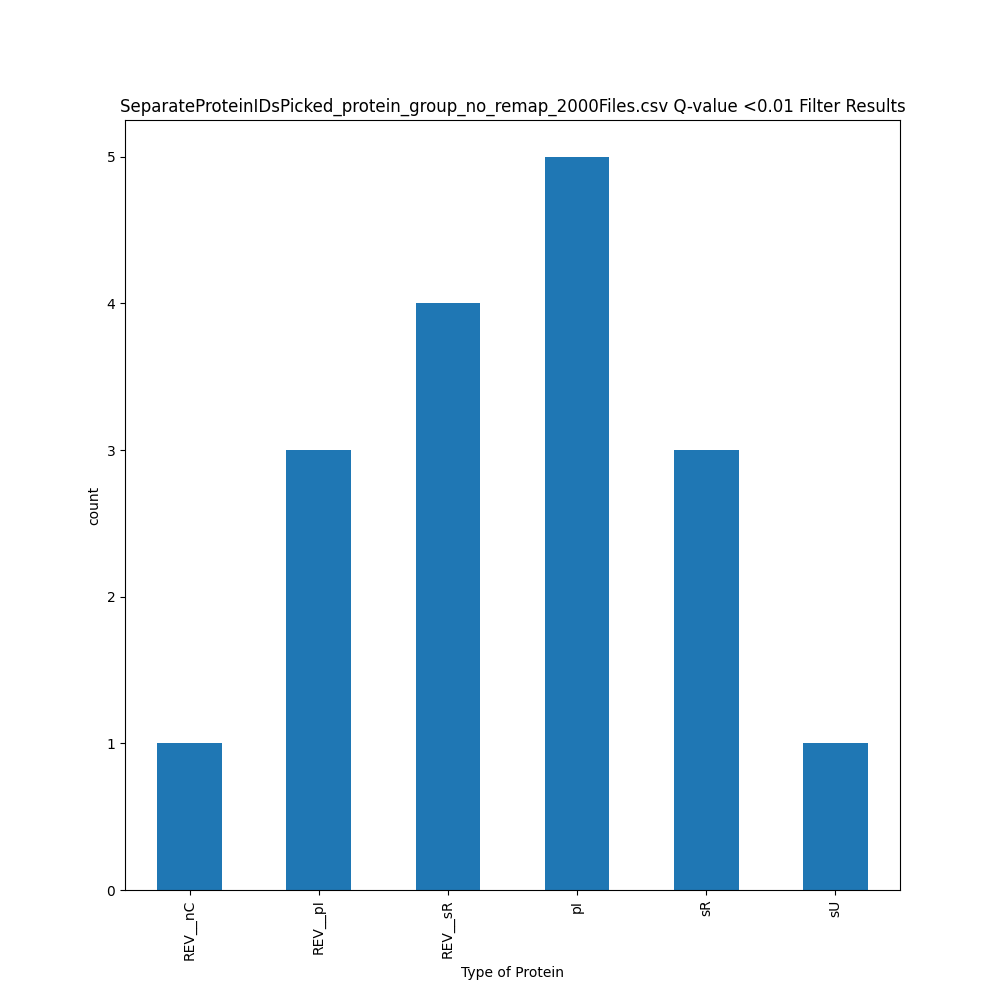 SeparateProteinIDsPicked_protein_group_no_remap_2000Files.csv Q-value <0.01 Filter Results
5
4
3
2
1
0
count
REV__nC
REV__pI
REV__sR
pI
sR
sU
Type of Protein